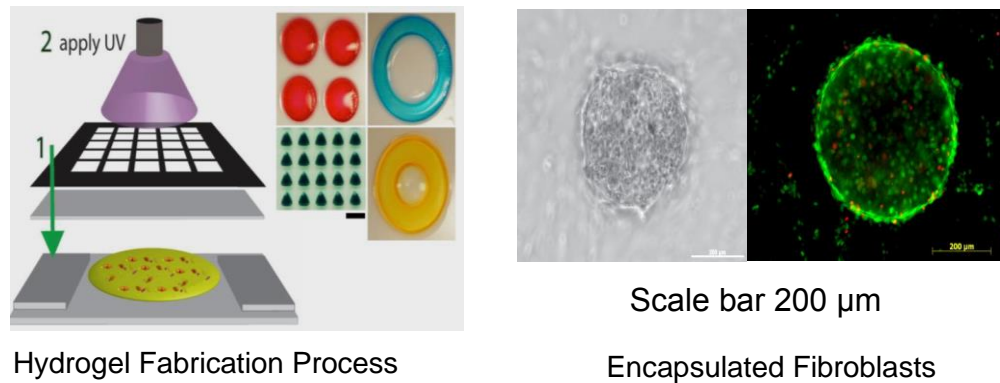 2 apply UV
1
200 µm
Scale bar 200 µm
Hydrogel Fabrication Process
Encapsulated Fibroblasts